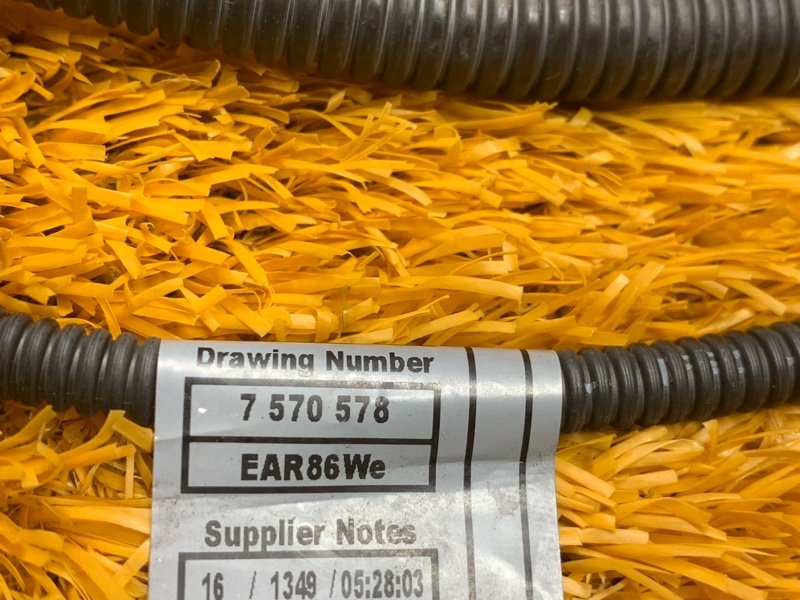 Drawing Number
7 570 578
EAR86We
Supplier Notes
16 / 1349 / 05:28:03